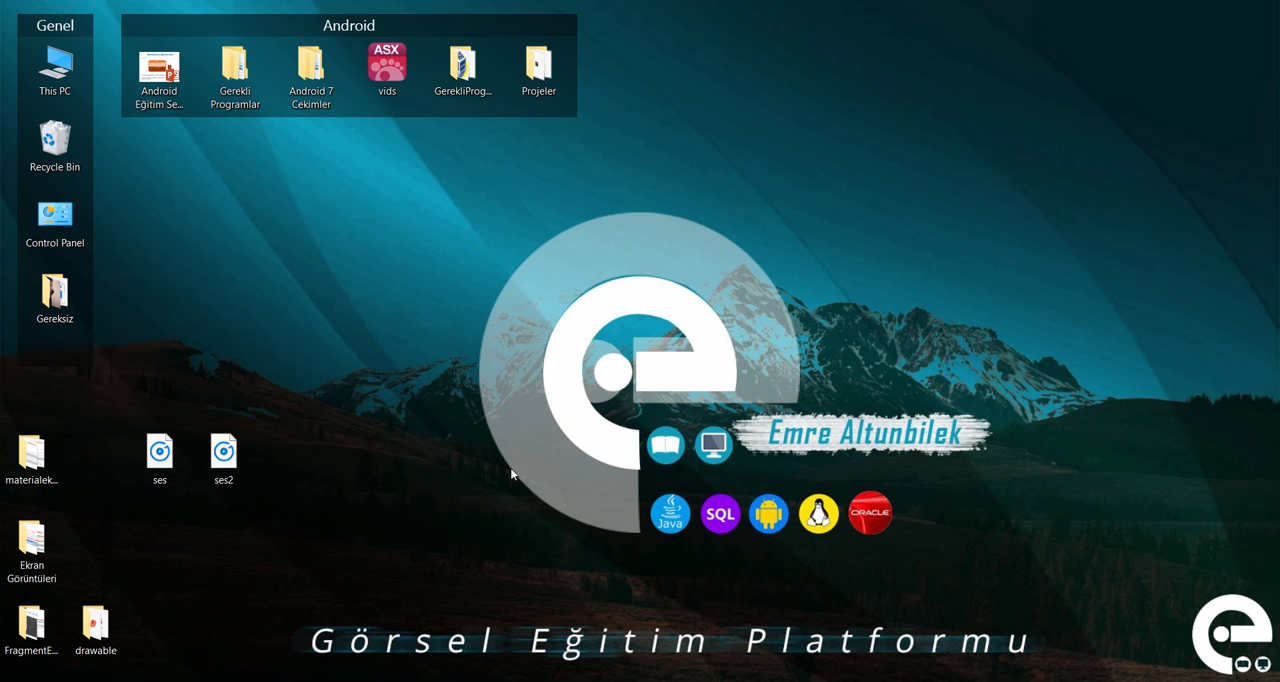 Genel
This PC
Recycle Bin
Control Panel
Gereksiz
Android
Android
Eğitim Se...
Gerekli
Programlar
Android 7
Cekimler
ASX
vids
GerekliProg...
Projeler
materialek...
ses
ses2
Ekran
Görüntüleri
FragmentE...
drawable
Emre Altunbilek
Java
SQL
ORACLE
Görsel Eğitim Platformu